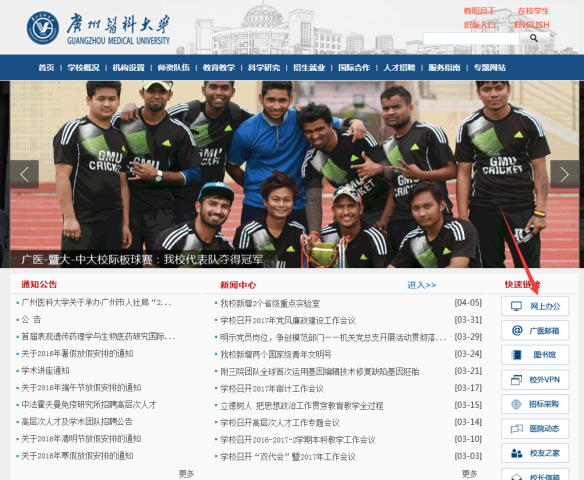 教职员工 在校学生
旧版入口 ENGLISH
廣州醫科大學
GUANGZHOU MEDICAL UNIVERSITY
首页 | 学校概况 | 机构设置 | 师资队伍 | 教育教学 | 科学研究 | 招生就业 | 国际合作 | 人才招聘 | 服务指南 | 专题网站
GMU
CRICKET
GMU
CRICKET
GMU
CRICKET
GMU
CRICKET
广医-暨大-中大校际板球赛：我校代表队夺得冠军
通知公告
广州医科大学关于承办广州市人社局“2...
公 告
首届表观遗传药理学与生物医药研究国际...
关于2016年暑假放假安排的通知
学术讲座通知
关于2016年端午节放假安排的通知
中法霍夫曼免疫研究所招聘高层次人才
高层次人才及学术团队招聘公告
关于2016年清明节放假安排的通知
关于2016年寒假放假安排的通知
更多
新闻中心 进入>>
我校新增2个省级重点实验室 [04-05]
学校召开2017年党风廉政建设工作会议 [03-31]
明示党员岗位，争创模范部门——机关党总支开展活动贯彻落... [03-29]
我校新增两个国家级青年文明号 [03-24]
附三院团队全球首次运用基因编辑技术修复缺陷基因胚胎 [03-21]
学校召开2017年审计工作会议 [03-17]
立德树人 把思想政治工作贯穿教育教学全过程 [03-15]
学校召开高层次人才工作专题会议 [03-14]
学校召开2016-2017-2学期本科教学工作会议 [03-10]
学校召开“双代会”暨2017年工作会议 [03-03]
更多
快速链接
网上办公
广医邮箱
图书馆
校外VPN
招标采购
医院动态
校友之家
校长信箱